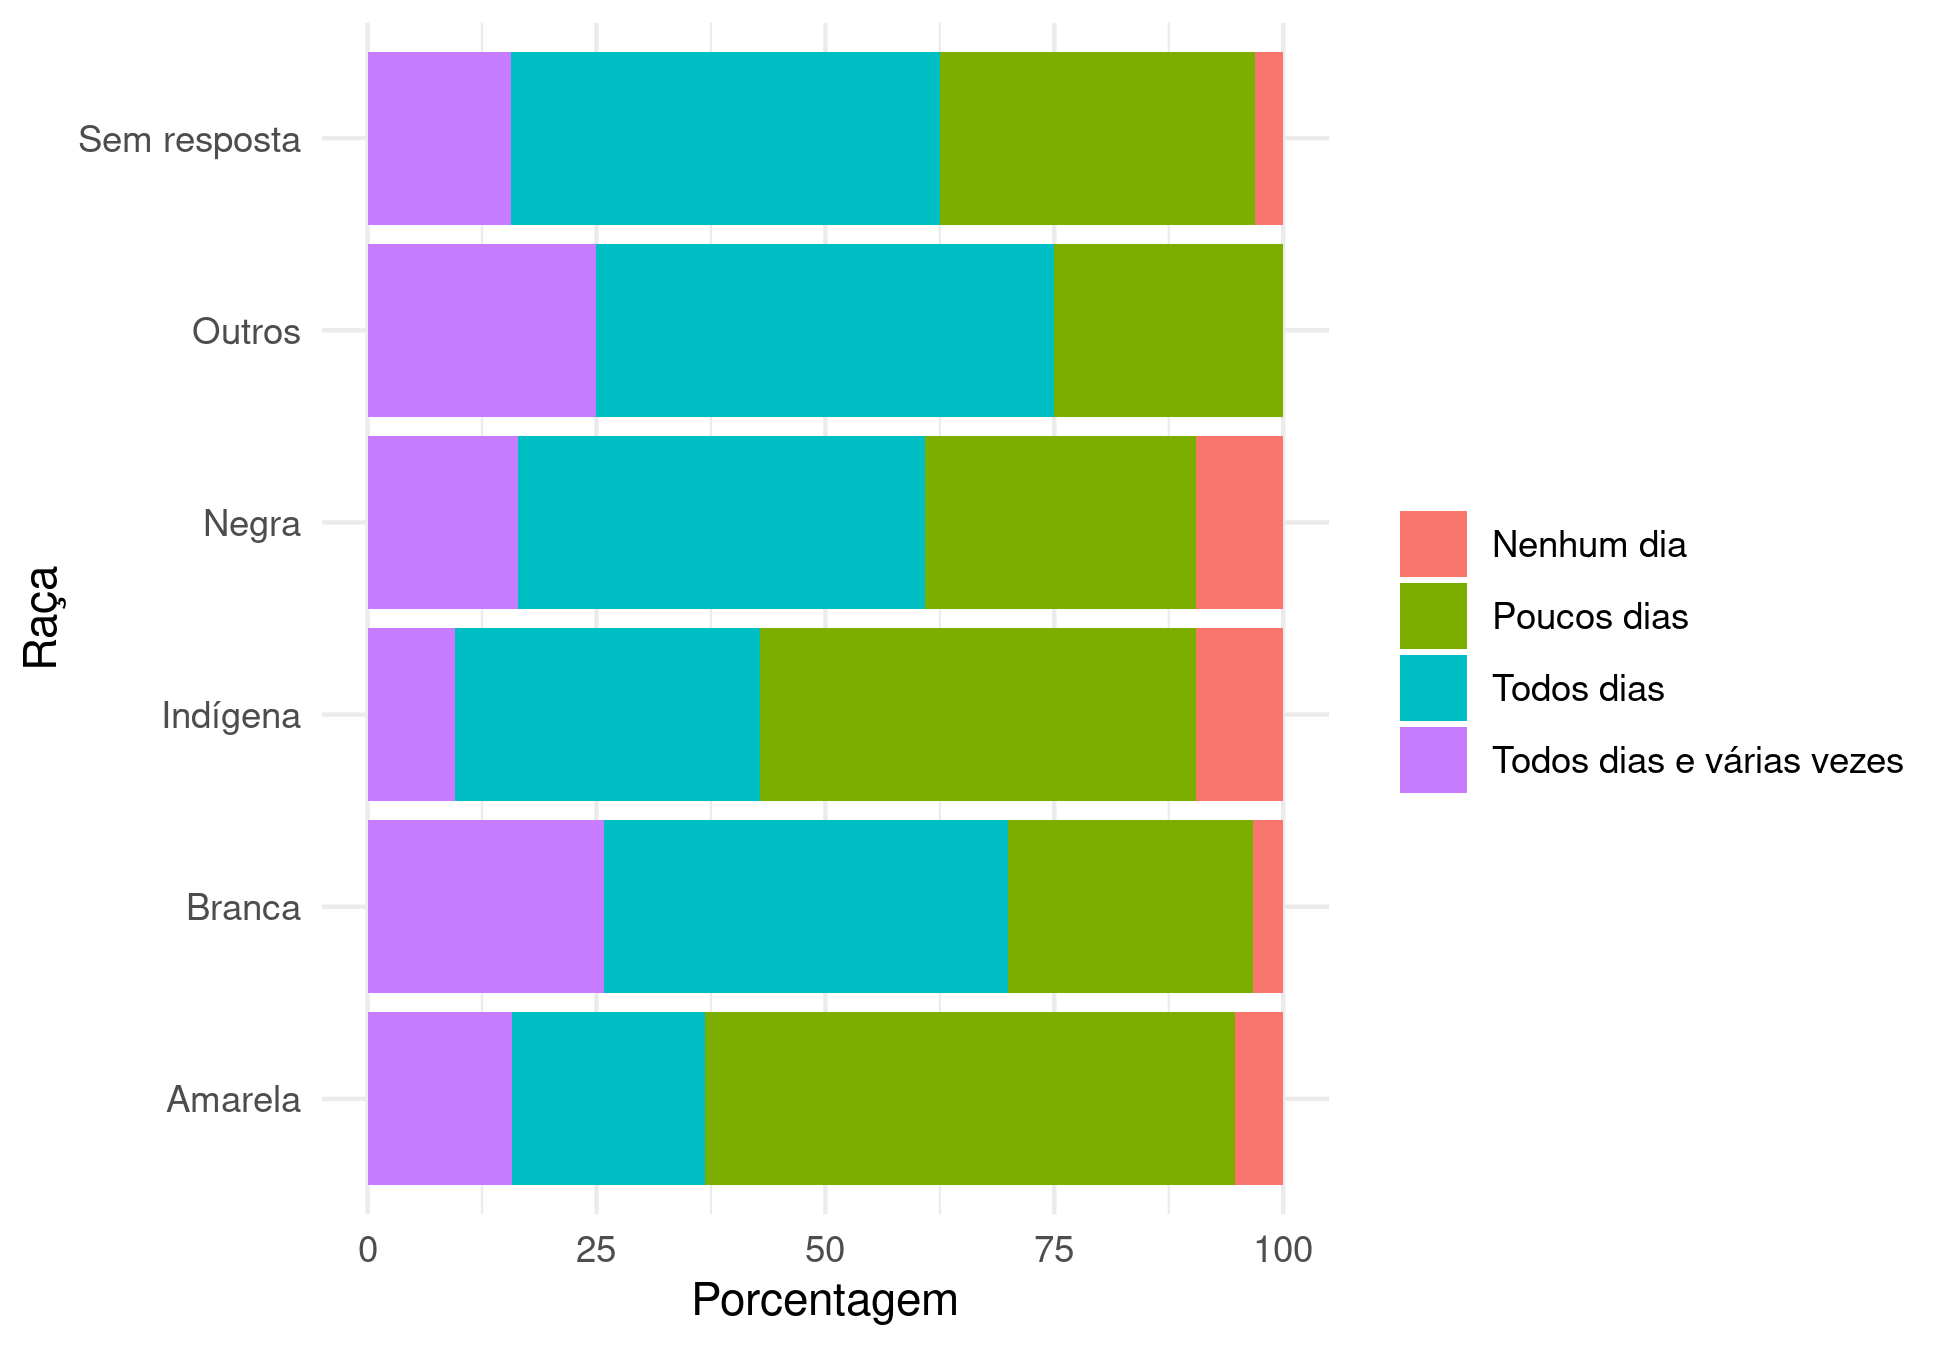 Sem resposta
Outros
Negra
Indígena
Branca
Amarela
Raça
0 25 50 75 100
Porcentagem
Nenhum dia
Poucos dias
Todos dias
Todos dias e várias vezes